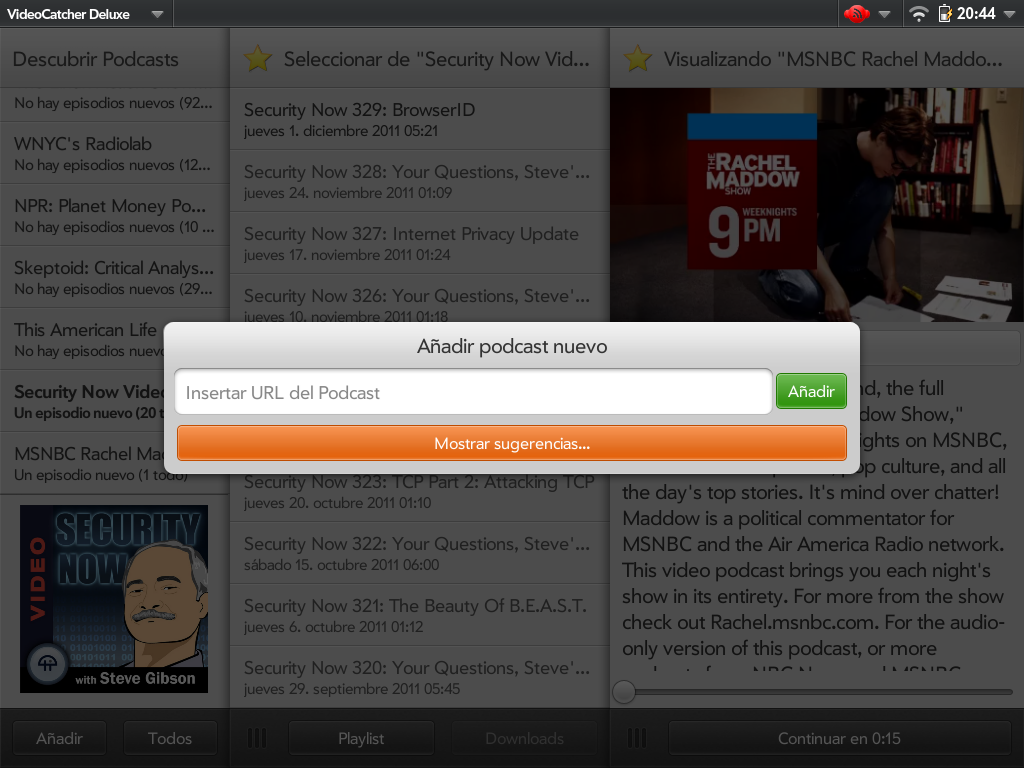 VideoCatcher Deluxe
20:44
Descubrir Podcasts
No hay episodios nuevos (92...
WNYC's Radiolab
No hay episodios nuevos (12...
NPR: Planet Money Po...
No hay episodios nuevos (10 ...
Skeptoid: Critical Analys...
No hay episodios nuevos (29...
This American Life
No hay episodios nuevo
Security Now Vide
Un episodio nuevo (20 t
MSNBC Rachel Ma
Un episodio nuevo (1 todo)
SECURITY
NOW
VIDEO
with Steve Gibson
Añadir
Todos
Seleccionar de "Security Now Vid...
Security Now 329: BrowserID
jueves 1. diciembre 2011 05:21
Security Now 328: Your Questions, Steve'...
jueves 24. noviembre 2011 01:09
Security Now 327: Internet Privacy Update
jueves 17. noviembre 2011 01:24
Security Now 326: Your Questions, Steve'...
jueves 10. noviembre 2011 01:18
Añadir podcast nuevo
Insertar URL del Podcast
Añadir
Mostrar sugerencias...
Security Now 323: TCP Part 2: Attacking TCP
jueves 20. octubre 2011 01:10
Security Now 322: Your Questions, Steve'...
sábado 15. octubre 2011 06:00
Security Now 321: The Beauty Of B.E.A.S.T.
jueves 6. octubre 2011 01:12
Security Now 320: Your Questions, Steve'...
jueves 29. septiembre 2011 05:45
Playlist
Downloads
Visualizando "MSNBC Rachel Maddo...
THE
RACHEL
MADDOW
SHOW
9 WEEKNIGHTS
PM
nd, the full
dow Show,"
ights on MSNBC,
pop culture, and all
the day's top stories. It's mind over chatter!
Maddow is a political commentator for
MSNBC and the Air America Radio network.
This video podcast brings you each night's
show in its entirety. For more from the show
check out Rachel.msnbc.com. For the audio-
only version of this podcast, or more
Continuar en 0:15